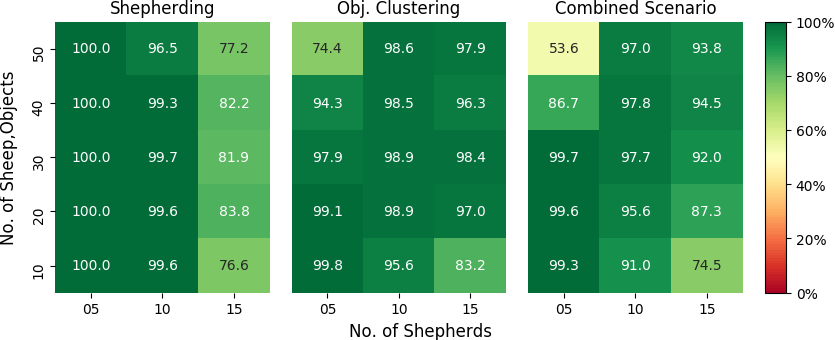 Shepherding Obj. Clustering Combined Scenario
100%
50 100.0 96.5 77.2 74.4 98.6 97.9 53.6 97.0 93.8
80%
40 100.0 99.3 82.2 94.3 98.5 96.3 86.7 97.8 94.5
60%
No. of Sheep,Objects
30 100.0 99.7 81.9 97.9 98.9 98.4 99.7 97.7 92.0
40%
20 100.0 99.6 83.8 99.1 98.9 97.0 99.6 95.6 87.3
20%
10 100.0 99.6 76.6 99.8 95.6 83.2 99.3 91.0 74.5
0%
05 10 15 05 10 15 05 10 15
No. of Shepherds